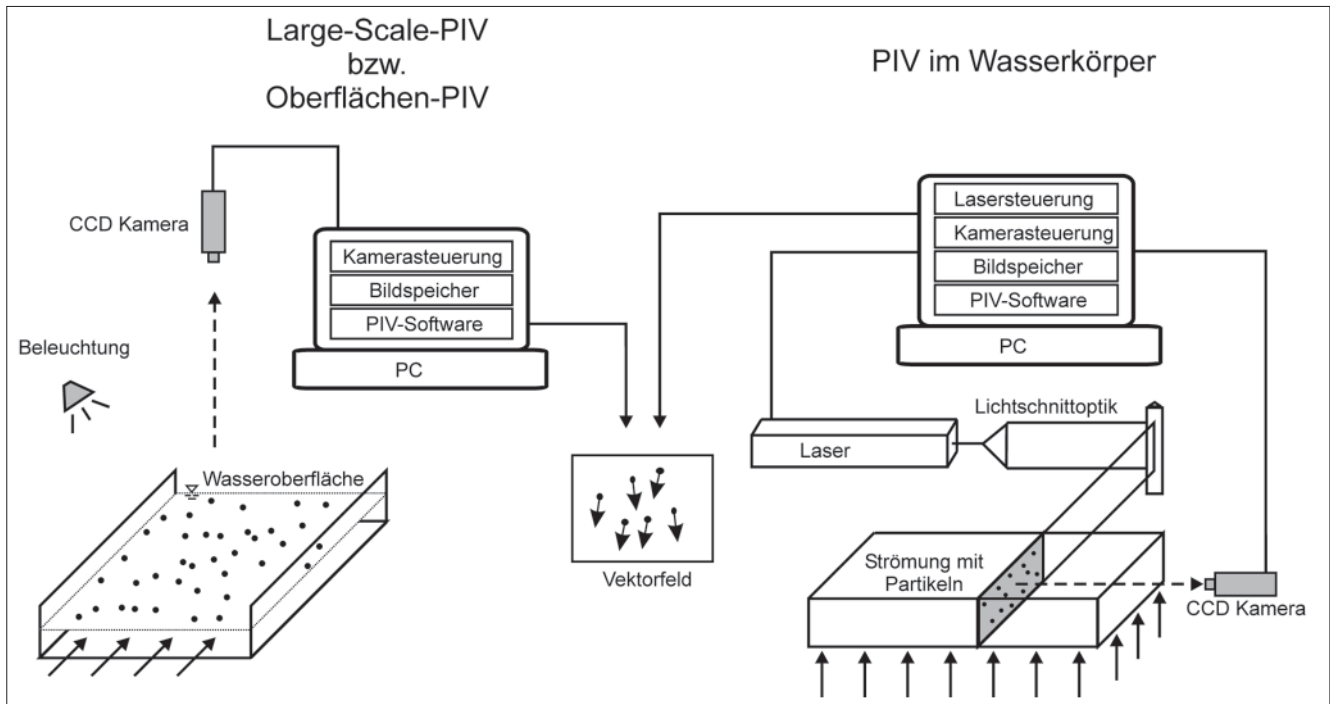 Large-Scale-PIV
bzw.
Oberflächen-PIV
CCD Kamera
Kamerasteuerung
Bildspeicher
PIV-Software
PC
Beleuchtung
Wasseroberfläche
Vektorfeld
PIV im Wasserkörper
Lasersteuerung
Kamerasteuerung
Bildspeicher
PIV-Software
PC
Lichtschnittoptik
Laser
Strömung mit
Partikeln
CCD Kamera